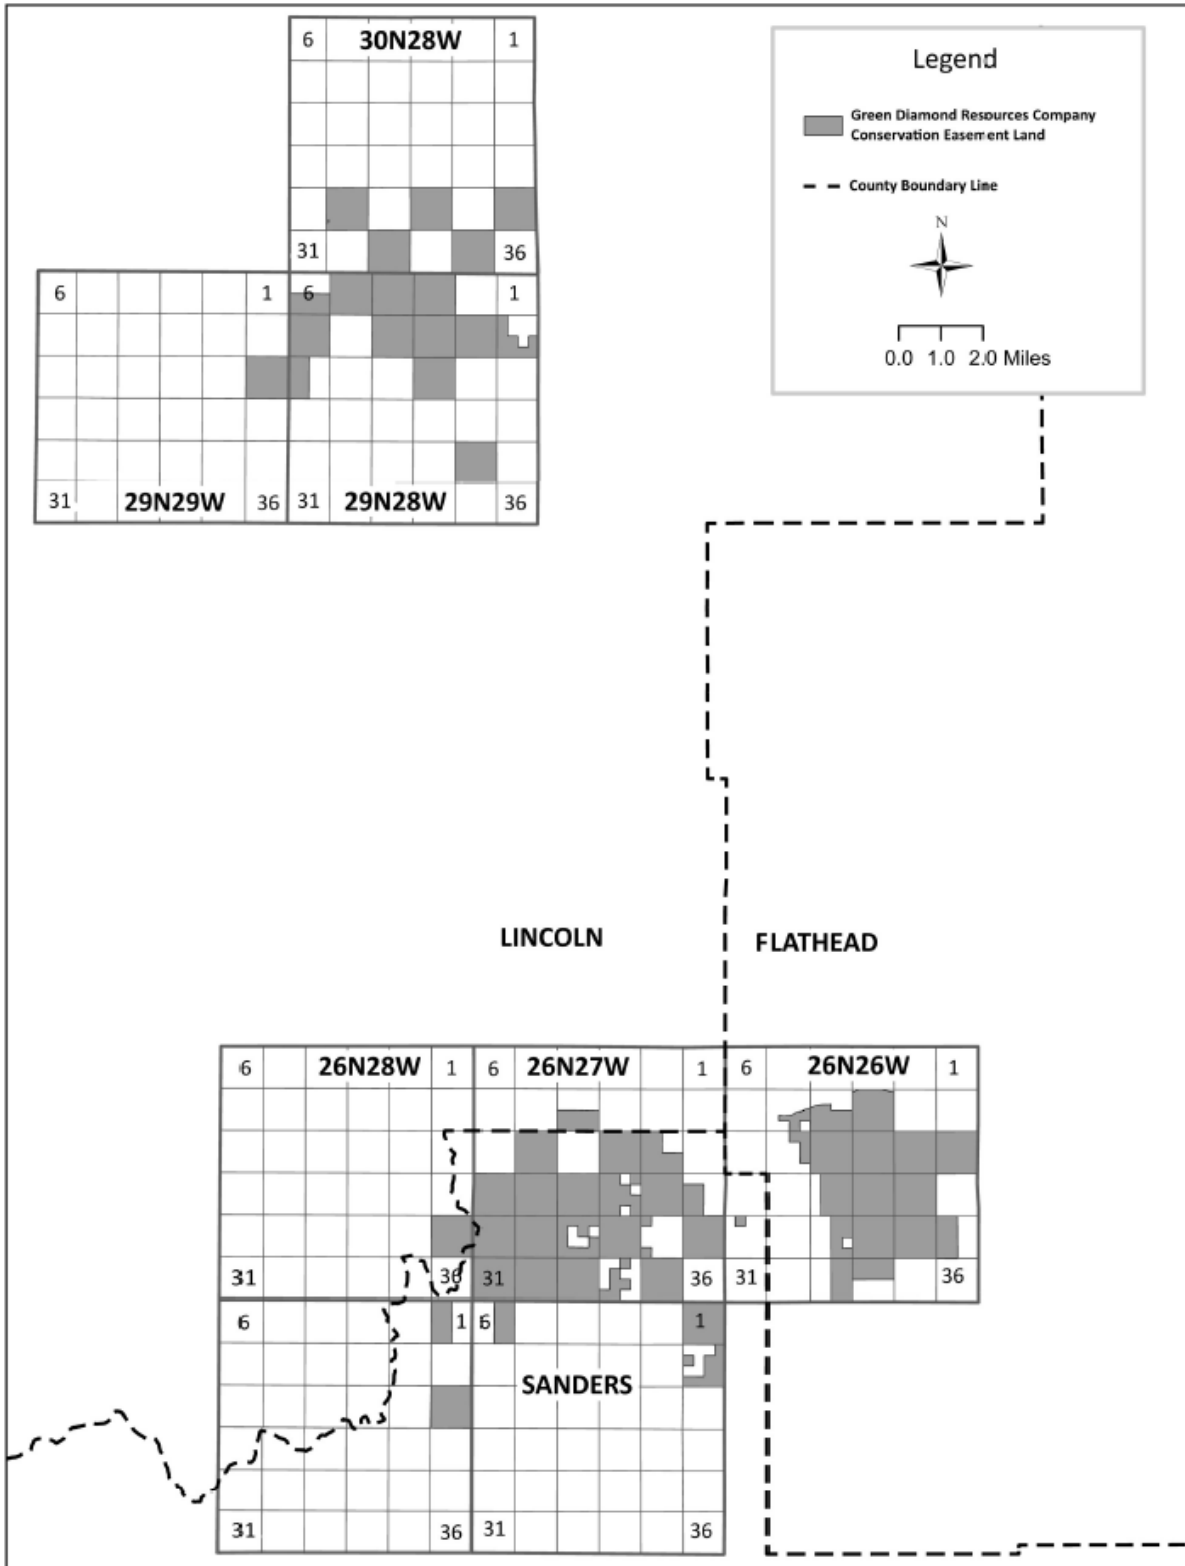 6 30N28W 1
Legend
Green Diamond Resources Company
Conservation Easement Land
County Boundary Line
N
0.0 1.0 2.0 Miles
31 36
6 1 6 1
31 29N29W 36 31 29N28W 36
LINCOLN FLATHEAD
6 26N28W 1 6 26N27W 1 6 26N26W 1
31 36 31 36 31 36
6 1 6 1
SANDERS
31 36 31 36